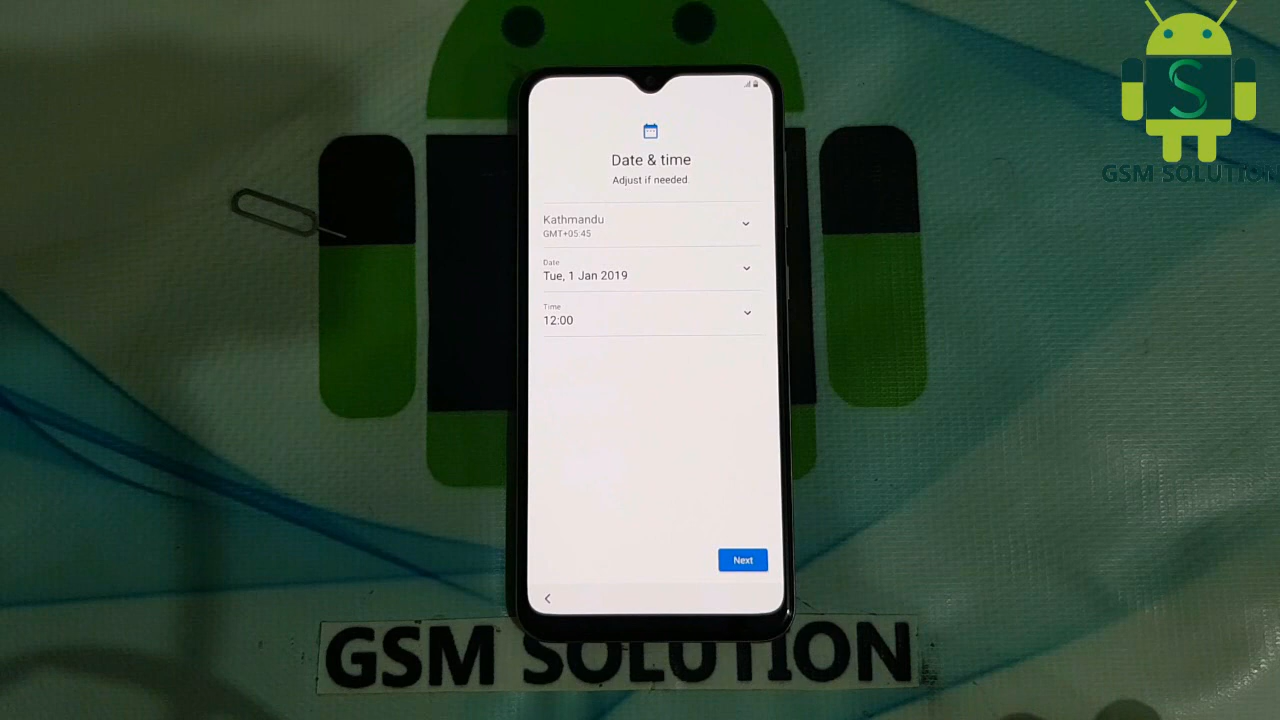 Date & time
Adjust if needed.
Kathmandu
GMT+05:45
Date
Tue, 1 Jan 2019
Time
12:00
Next
GSM SOLUTION
S
GSM SOLUTION